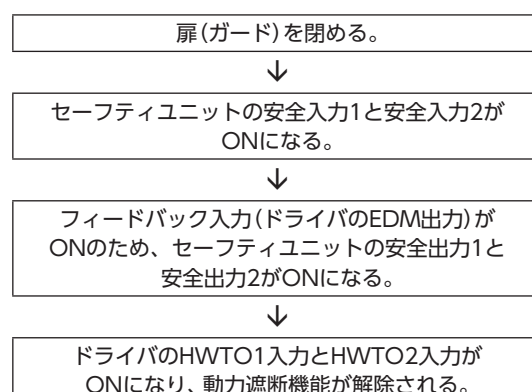 扉(ガード)を閉める。
↓
セーフティユニットの安全入力1と安全入力2が
ONになる。
↓
フィードバック入力(ドライバのEDM出力)が
ONのため、セーフティユニットの安全出力1と
安全出力2がONになる。
↓
ドライバのHWTO1入力とHWTO2入力が
ONになり、動力遮断機能が解除される。